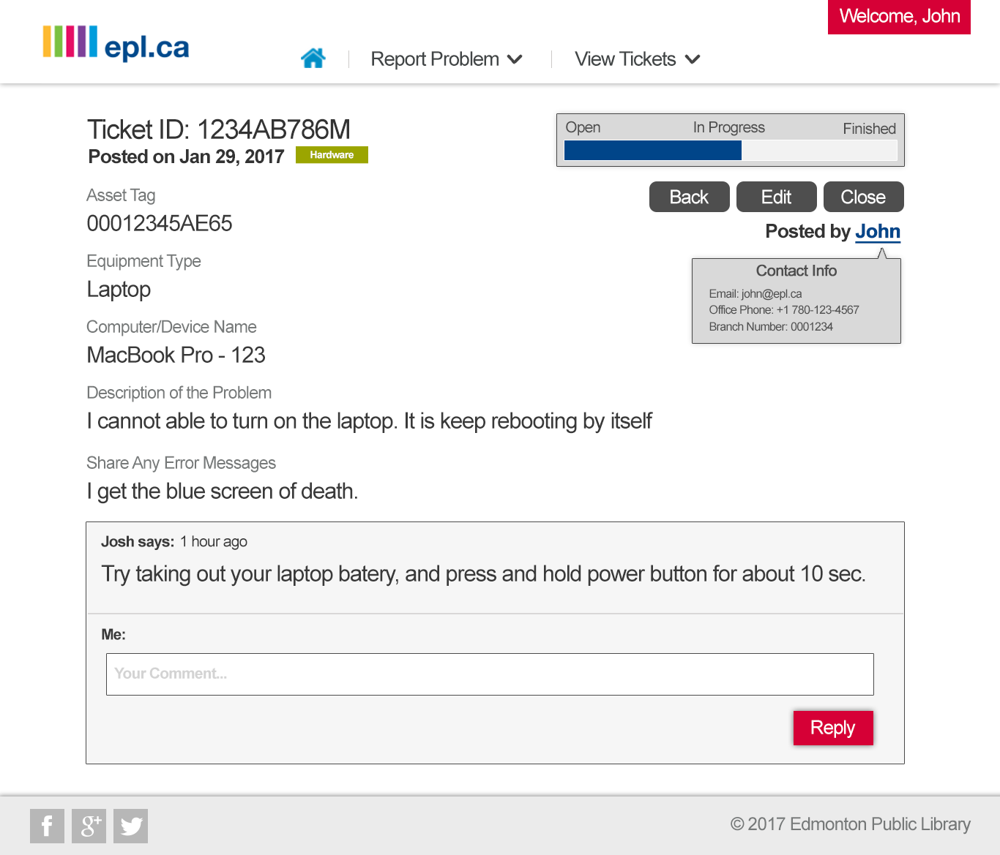 Welcome, John
epl.ca
Report Problem
View Tickets
Ticket ID: 1234AB786M
Posted on Jan 29, 2017
Hardware
Open
In Progress
Finished
Back
Edit
Close
Posted by John
Contact Info
Email: john@epl.ca
Office Phone: +1 780-123-4567
Branch Number: 0001234
Asset Tag
00012345AE65
Equipment Type
Laptop
Computer/Device Name
MacBook Pro - 123
Description of the Problem
I cannot able to turn on the laptop. It is keep rebooting by itself
Share Any Error Messages
I get the blue screen of death.
Josh says: 1 hour ago
Try taking out your laptop batery, and press and hold power button for about 10 sec.
Me:
Your Comment...
Reply
f
g+
© 2017 Edmonton Public Library